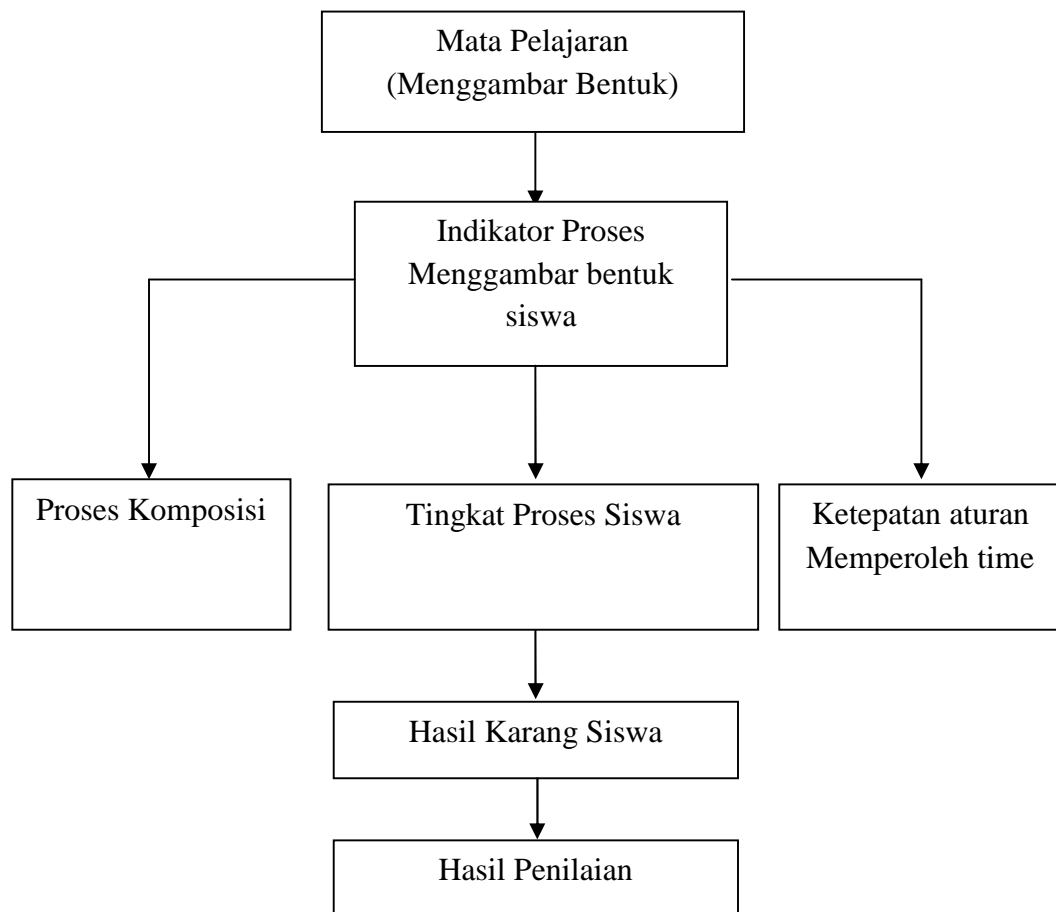 Mata Pelajaran
(Menggambar Bentuk)
Indikator Proses
Menggambar bentuk
siswa
Proses Komposisi
Tingkat Proses Siswa
Ketepatan aturan
Memperoleh time
Hasil Karang Siswa
Hasil Penilaian